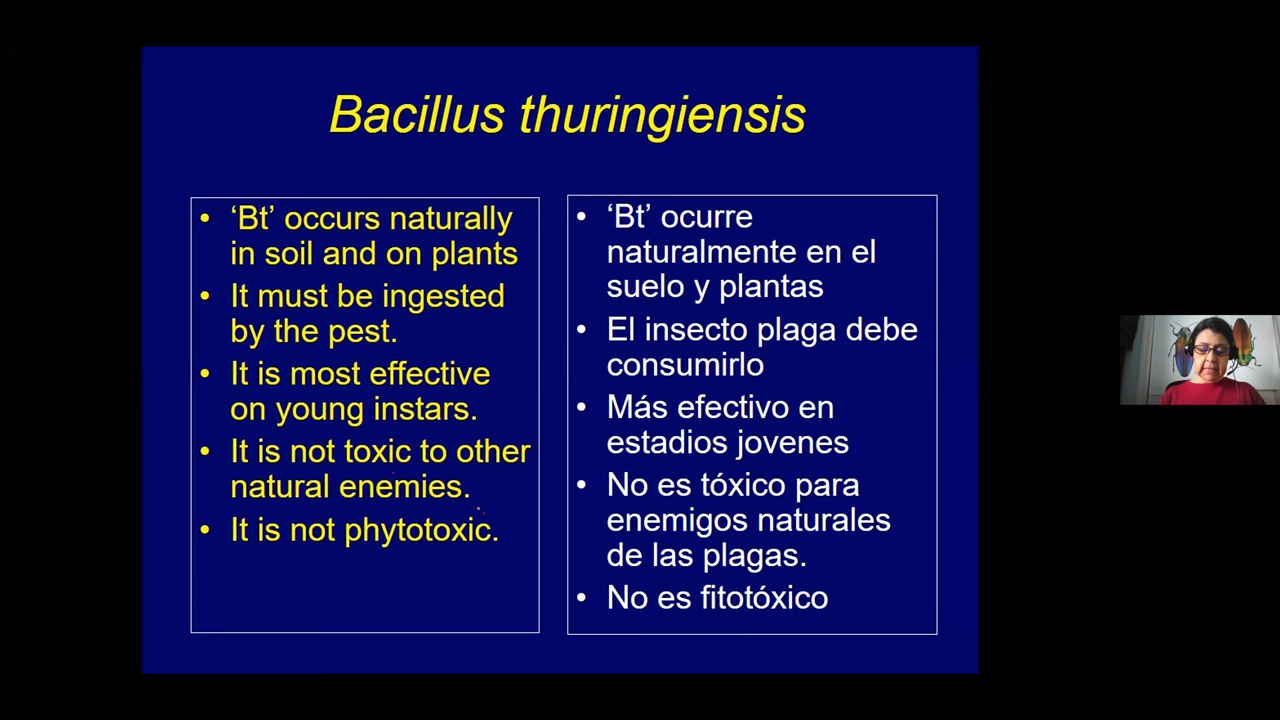 Bacillus thuringiensis
• ‘Bt’ occurs naturally
in soil and on plants
• It must be ingested
by the pest.
• It is most effective
on young instars.
• It is not toxic to other
natural enemies.
• It is not phytotoxic.
• ‘Bt’ ocurre
naturalmente en el
suelo y plantas
• El insecto plaga debe
consumirlo
• Más efectivo en
estadios jovenes
• No es tóxico para
enemigos naturales
de las plagas.
• No es fitotóxico